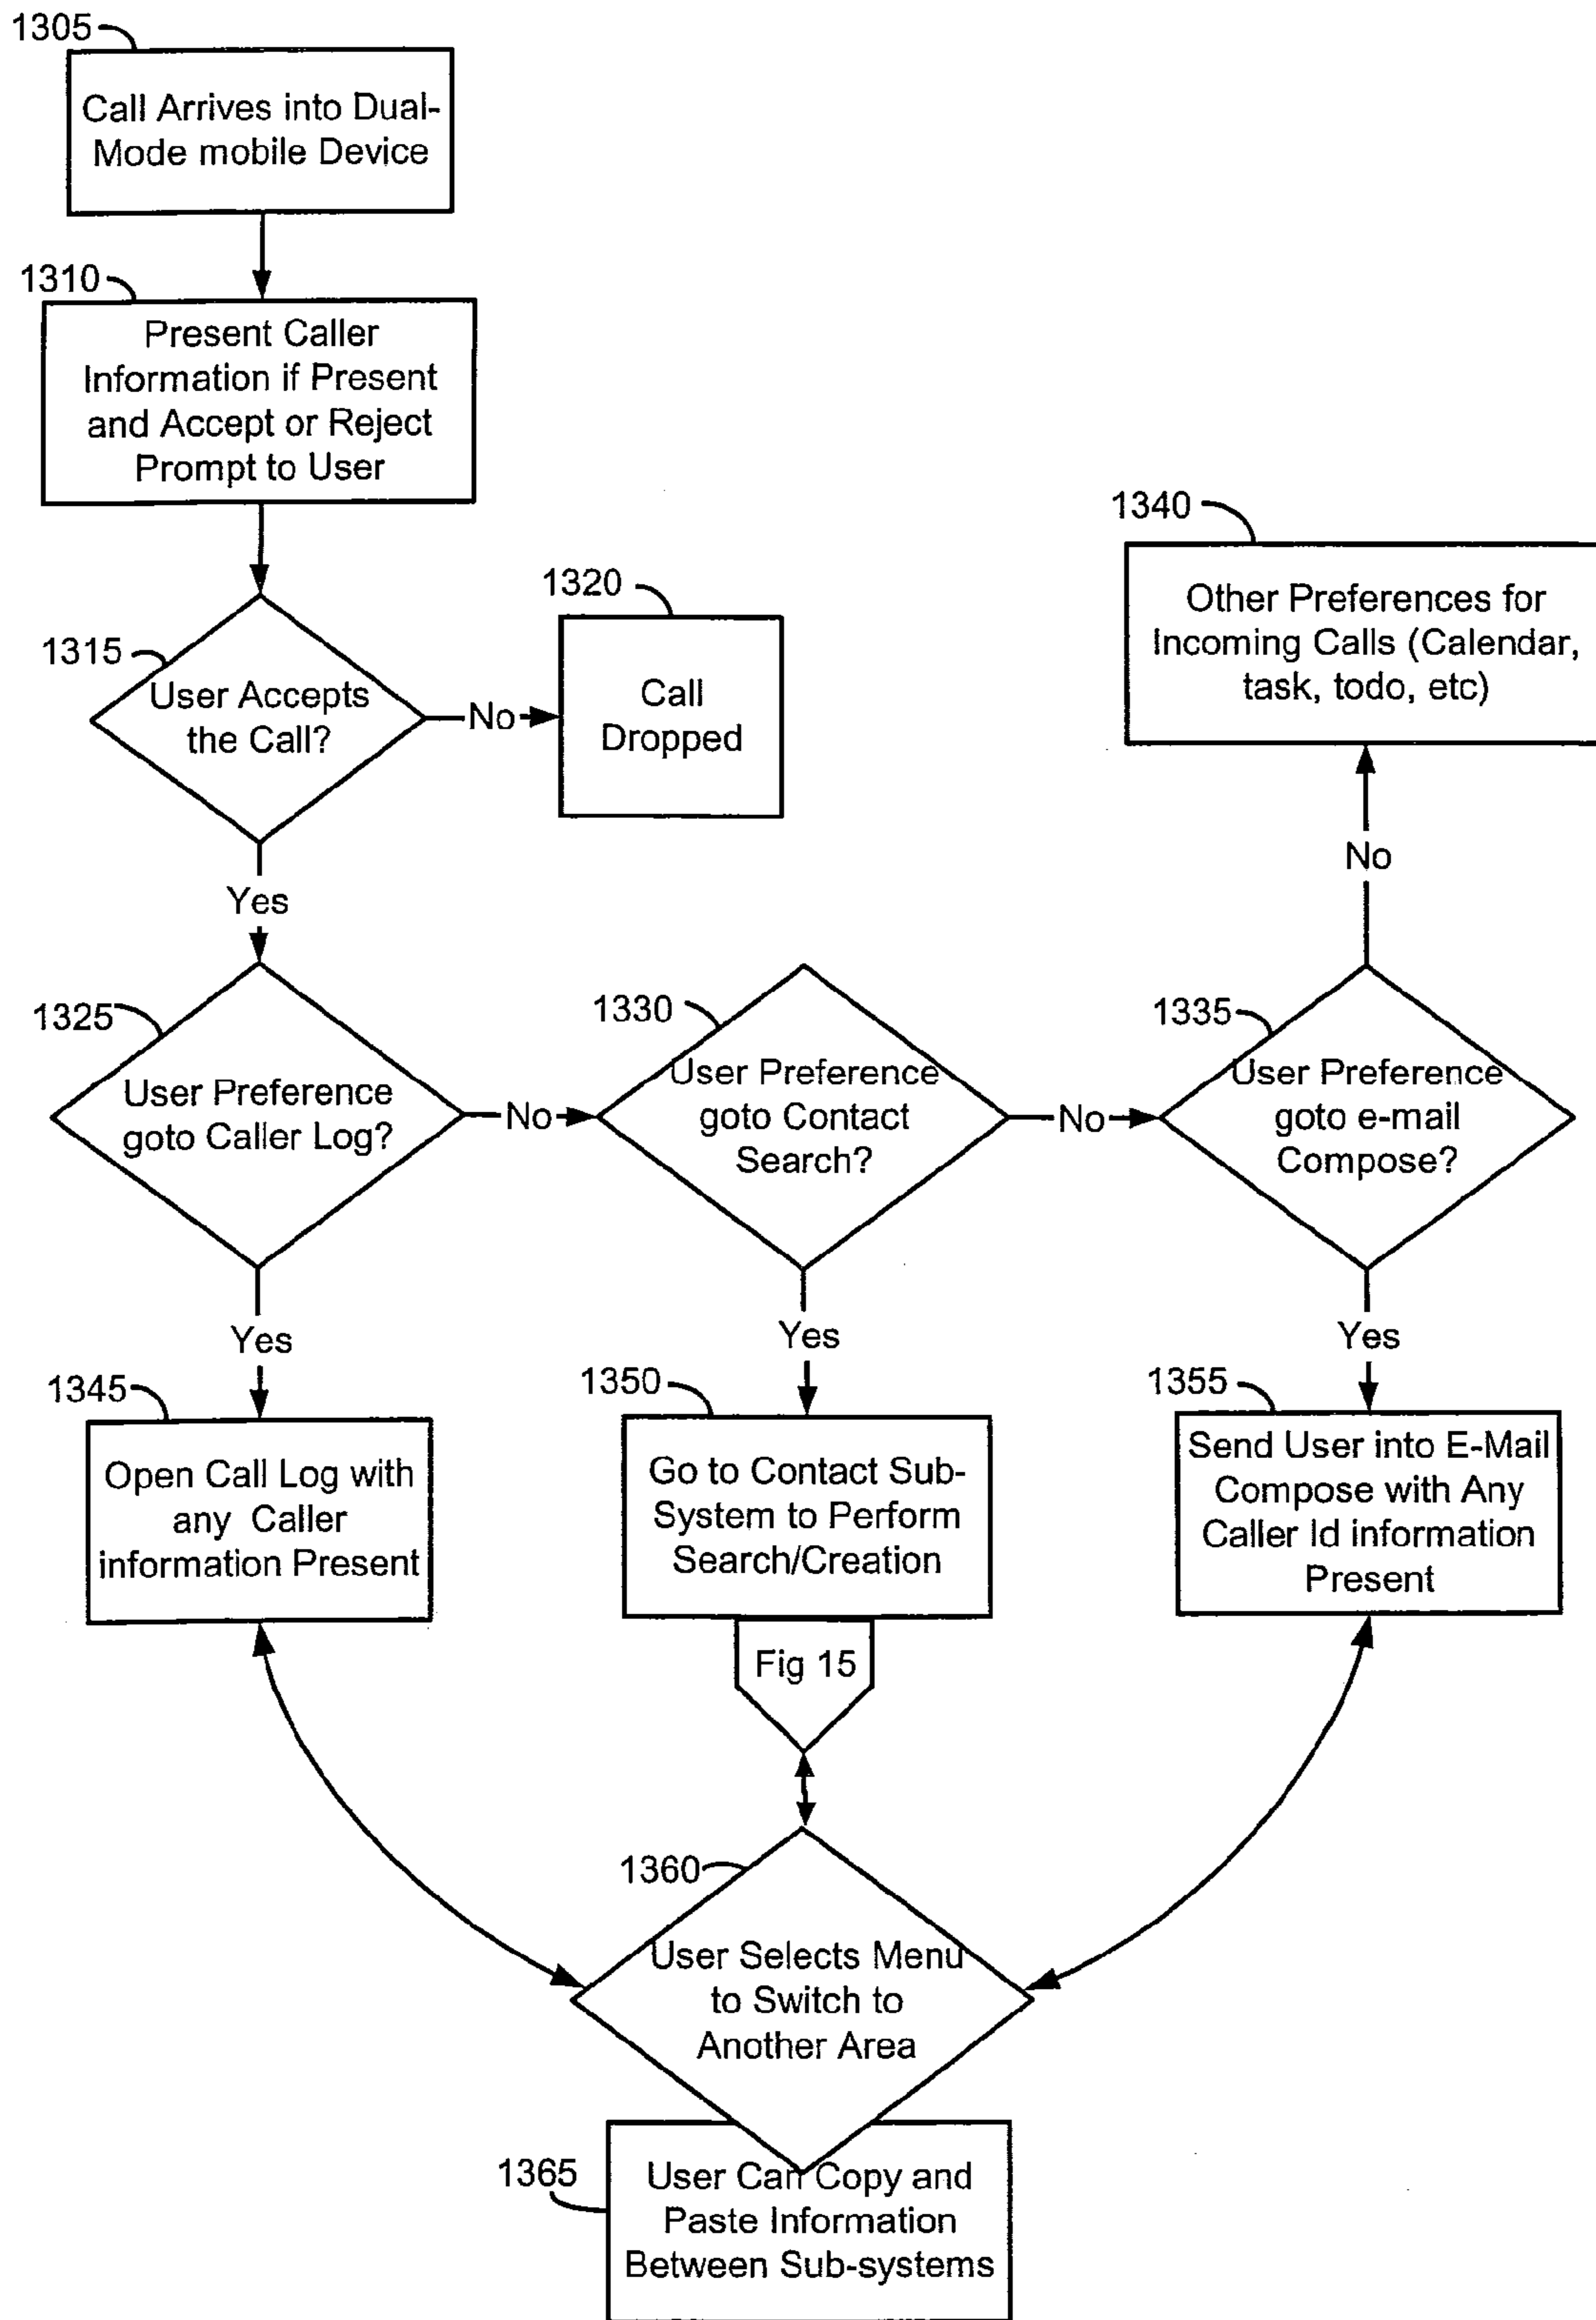 1305
Call Arrives into Dual-
Mode mobile Device
1310
Present Caller
Information if Present
and Accept or Reject
Prompt to User
1315
User Accepts
the Call?
No
1320
Call
Dropped
1340
Other Preferences for
Incoming Calls (Calendar,
task, todo, etc)
Yes
No
1325
User Preference
goto Caller Log?
No
1330
User Preference
goto Contact
Search?
No
1335
User Preference
goto e-mail
Compose?
Yes
Yes
Yes
1345
Open Call Log with
any Caller
information Present
1350
Go to Contact Sub-
System to Perform
Search/Creation
Fig 15
1355
Send User into E-Mail
Compose with Any
Caller Id information
Present
1360
User Selects Menu
to Switch to
Another Area
1365
User Can Copy and
Paste Information
Between Sub-systems